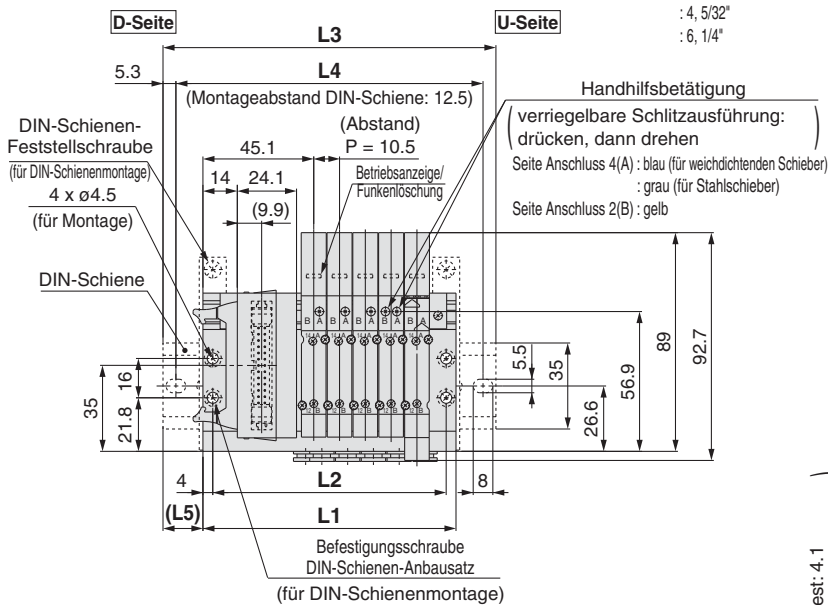 D-Seite
U-Seite
: 4, 5/32"
: 6, 1/4"
L3
5.3
L4
(Montageabstand DIN-Schiene: 12.5)
Handhilfsbetätigung
(verriegelbare Schlitzausführung:
drücken, dann drehen)
Seite Anschluss 4(A) : blau (für weichdichtenden Schieber)
: grau (für Stahlschieber)
Seite Anschluss 2(B) : gelb
DIN-Schienen-
Feststellschraube
(für DIN-Schienenmontage)
4 x ø4.5
(für Montage)
DIN-Schiene
(Abstand)
45.1
P = 10.5
14
24.1
Betriebsanzeige/
Funkenlöschung
(9.9)
B A B A B A B A B A
35
16
21.8
5.5
35
26.6
56.9
89
92.7
4
L2
8
(L5)
L1
Befestigungsschraube
DIN-Schienen-Anbausatz
(für DIN-Schienenmontage)
est: 4.1